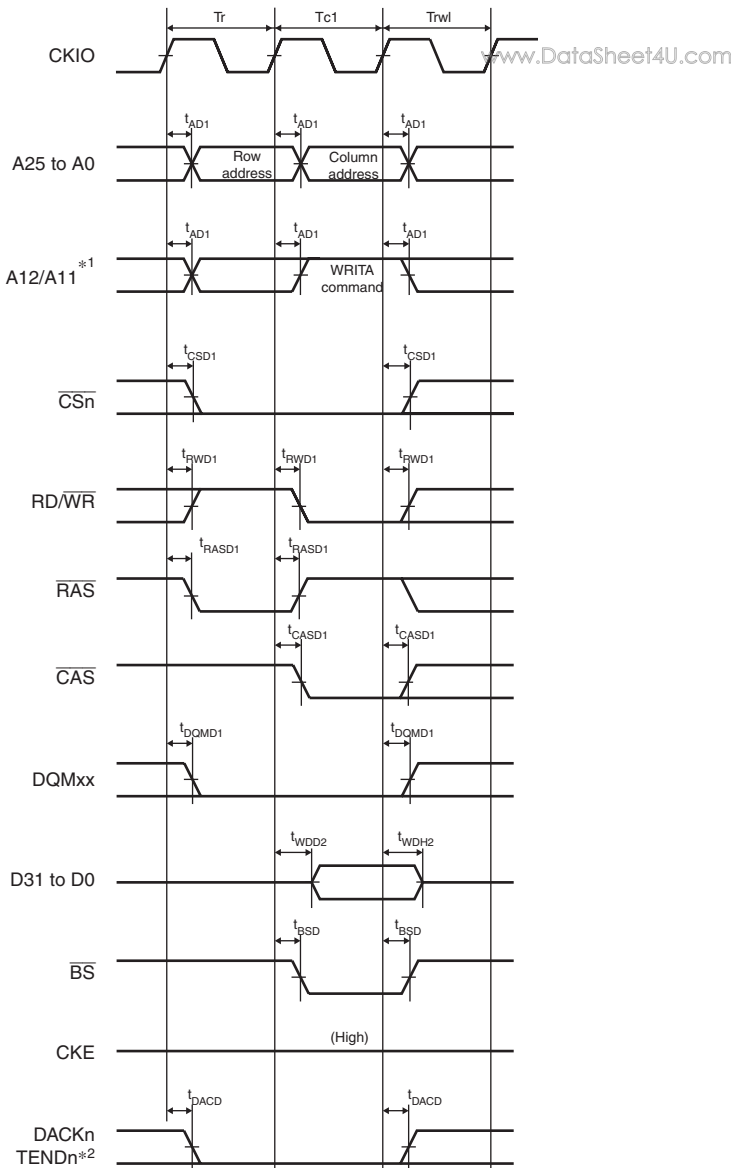 Tr Tc1 Trwl
CKIO
www.DataSheet4U.com
tAD1 tAD1 tAD1
A25 to A0
Row address
Column address
tAD1 tAD1 tAD1
A12/A11*1
WRITA command
tCSD1 tCSD1
CSn
tRWD1 tRWD1 tRWD1
RD/WR
tRASD1 tRASD1
RAS
tCASD1 tCASD1
CAS
tDQMD1 tDQMD1
DQMxx
tWDD2 tWDH2
D31 to D0
tBSD tBSD
BS
(High)
CKE
tDACD tDACD
DACKn
TENDn*2